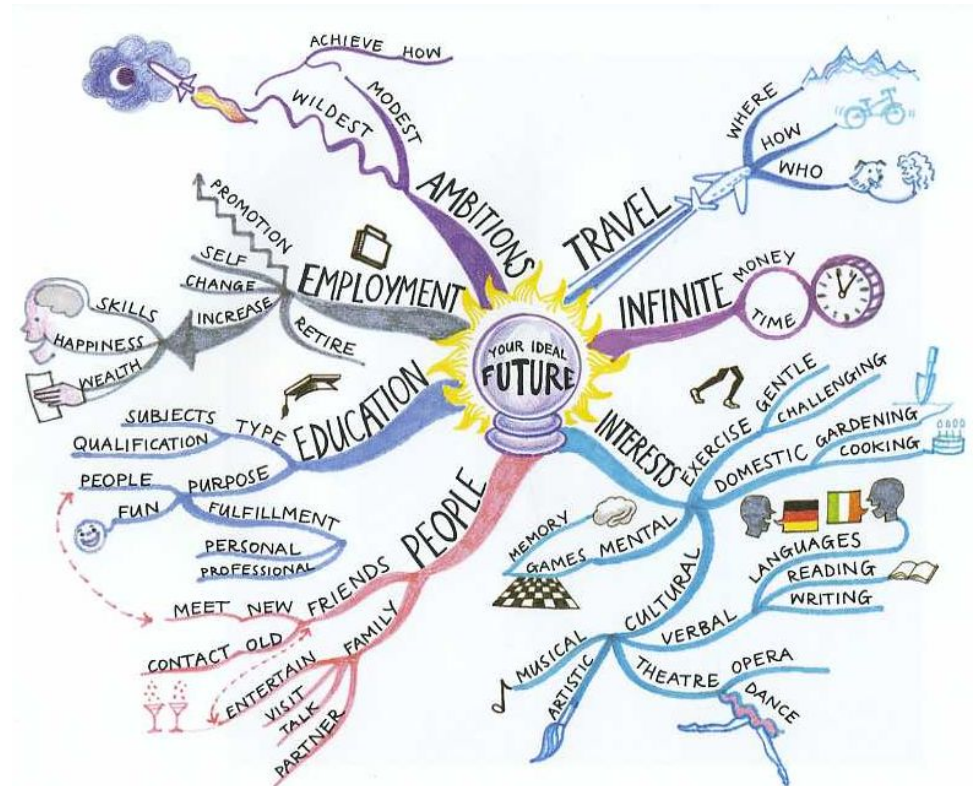 YOUR IDEAL
FUTURE
AMBITIONS
MODEST
WILDEST
ACHIEVE HOW
TRAVEL
WHERE
HOW
WHO
INFINITE
MONEY
TIME
INTERESTS
EXERCISE
GENTLE
CHALLENGING
DOMESTIC
GARDENING
COOKING
MENTAL
GAMES
MEMORY
CULTURAL
VERBAL
LANGUAGES
READING
WRITING
THEATRE
OPERA
DANCE
ARTISTIC
MUSICAL
PEOPLE
FRIENDS
NEW
MEET
OLD
CONTACT
FAMILY
ENTERTAIN
VISIT
TALK
PARTNER
EDUCATION
TYPE
SUBJECTS
QUALIFICATION
PURPOSE
PEOPLE
FUN
FULFILLMENT
PERSONAL
PROFESSIONAL
EMPLOYMENT
PROMOTION
SELF
CHANGE
INCREASE
SKILLS
HAPPINESS
WEALTH
RETIRE